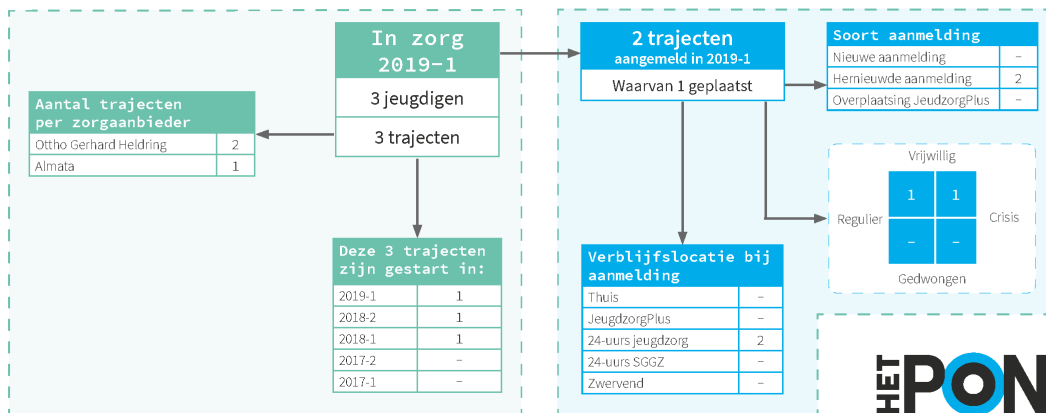 In zorg
2019-1
3 jeugdigen
3 trajecten
Aantal trajecten
per zorgaanbieder
Ottho Gerhard Heldring 2
Almata 1
Deze 3 trajecten
zijn gestart in:
2019-1 1
2018-2 1
2018-1 1
2017-2 –
2017-1 –
2 trajecten
aangemeld in 2019-1
Waarvan 1 geplaatst
Soort aanmelding
Nieuwe aanmelding –
Hernieuwde aanmelding 2
Overplaatsing JeudzorgPlus –
Vrijwillig
Regulier 1 1 Crisis
– –
Gedwongen
Verblijfslocatie bij
aanmelding
Thuis –
JeugdzorgPlus –
24-uurs jeugdzorg 2
24-uurs SGGZ –
Zwervend –
HET PON